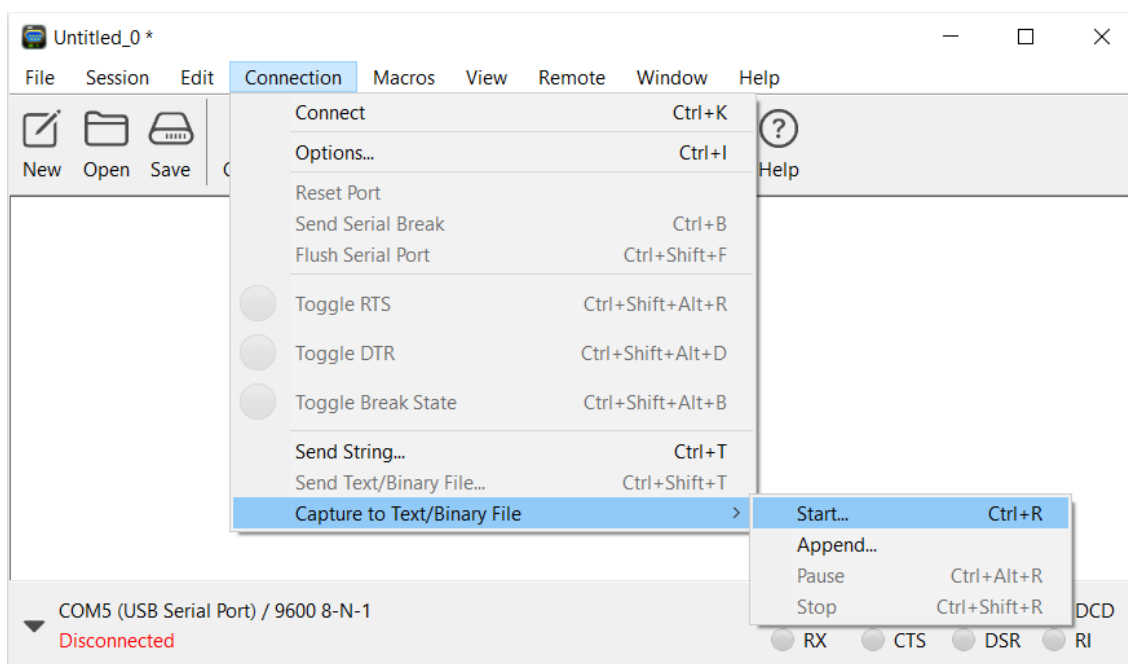 Untitled_0 *
File Session Edit Connection Macros View Remote Window Help
New Open Save Help
Connect Ctrl+K
Options... Ctrl+I
Reset Port
Send Serial Break Ctrl+B
Flush Serial Port Ctrl+Shift+F
Toggle RTS Ctrl+Shift+Alt+R
Toggle DTR Ctrl+Shift+Alt+D
Toggle Break State Ctrl+Shift+Alt+B
Send String... Ctrl+T
Send Text/Binary File... Ctrl+Shift+T
Capture to Text/Binary File >
Start... Ctrl+R
Append...
Pause Ctrl+Alt+R
Stop Ctrl+Shift+R
COM5 (USB Serial Port) / 9600 8-N-1
Disconnected
DCD
RX CTS DSR RI